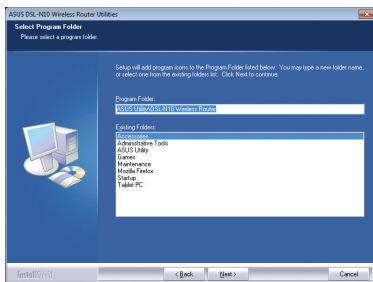 ASUS DSL-N10 Wireless Router Utilities
Select Program Folder
Please select a program folder.
Setup will add program icons to the Program Folder listed below. You may type a new folder name,
or select one from the existing folders list. Click Next to continue.
Program Folder:
ASUS Utility\DSL-N10 Wireless Router
Existing Folders:
Accessories
Administrative Tools
ASUS Utility
Games
Maintenance
Mozilla Firefox
Startup
Tablet PC
InstallShield
< Back
Next >
Cancel